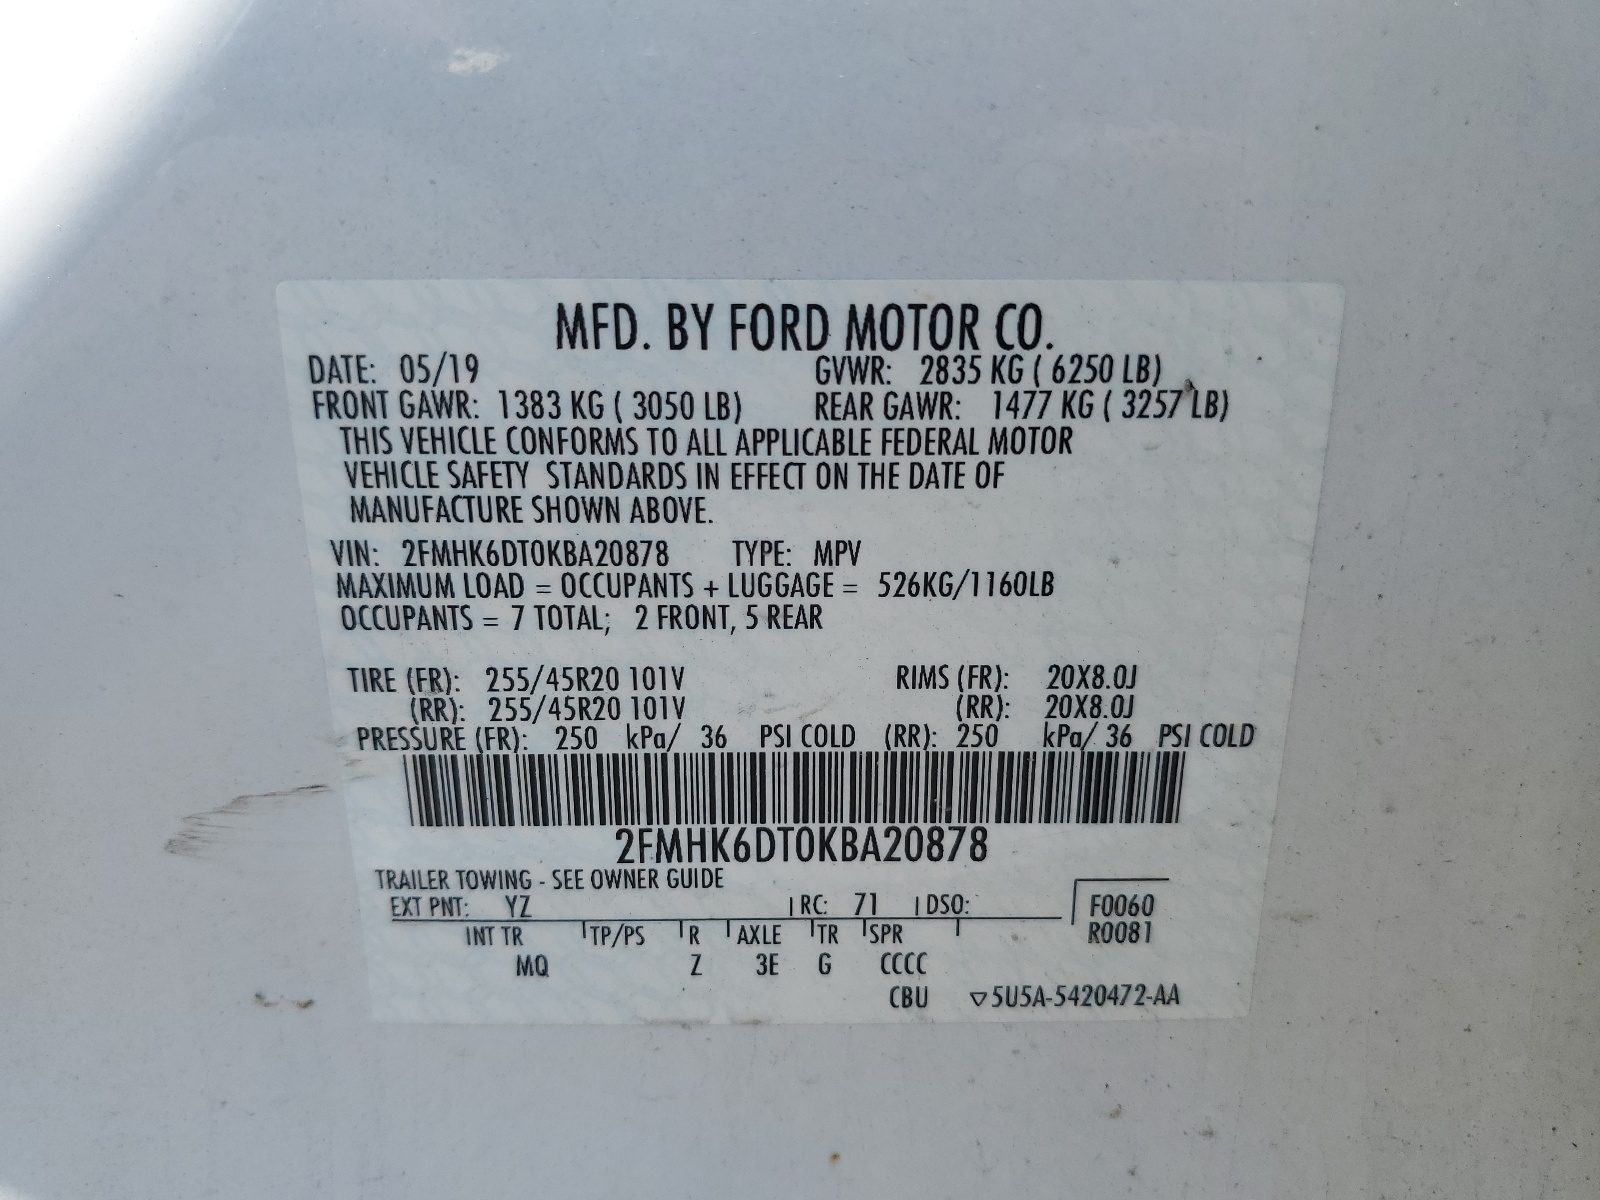 MFD. BY FORD MOTOR CO.
DATE: 05/19 GVWR: 2835 KG ( 6250 LB)
FRONT GAWR: 1383 KG ( 3050 LB) REAR GAWR: 1477 KG ( 3257 LB)
THIS VEHICLE CONFORMS TO ALL APPLICABLE FEDERAL MOTOR
VEHICLE SAFETY STANDARDS IN EFFECT ON THE DATE OF
MANUFACTURE SHOWN ABOVE.
VIN: 2FMHK6DT0KBA20878 TYPE: MPV
MAXIMUM LOAD = OCCUPANTS + LUGGAGE = 526KG/1160LB
OCCUPANTS = 7 TOTAL; 2 FRONT, 5 REAR
TIRE (FR): 255/45R20 101V RIMS (FR): 20X8.0J
(RR): 255/45R20 101V (RR): 20X8.0J
PRESSURE (FR): 250 kPa/ 36 PSI COLD (RR): 250 kPa/ 36 PSI COLD
2FMHK6DT0KBA20878
TRAILER TOWING - SEE OWNER GUIDE
EXT PNT: YZ RC: 71 DSO: F0060
INT TR TP/PS R AXLE TR SPR R0081
MQ Z 3E G CCCC
CBU ▽5U5A-5420472-AA